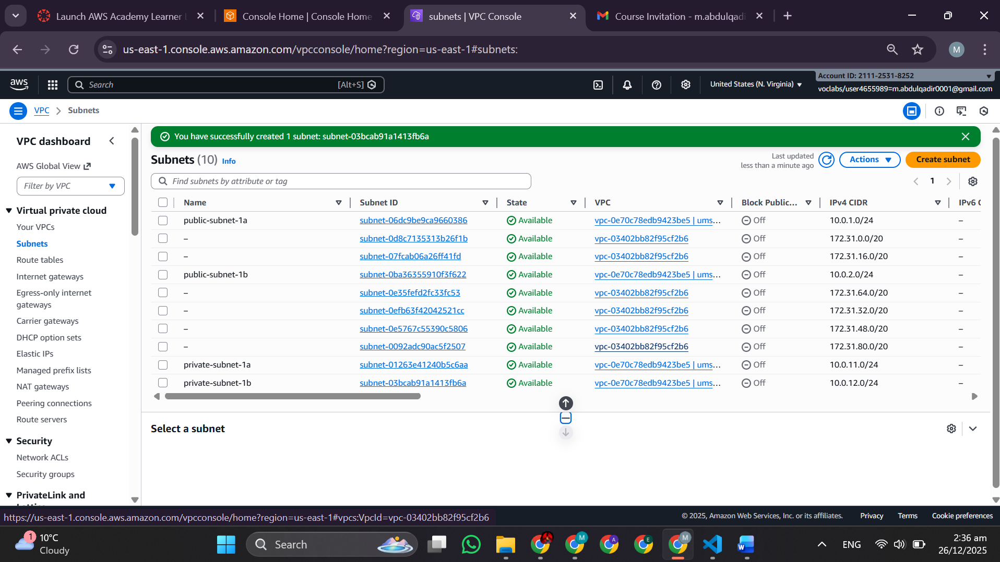 Launch AWS Academy Learner L
Console Home | Console Home
subnets | VPC Console
Course Invitation - m.abdulqadi
us-east-1.console.aws.amazon.com/vpcconsole/home?region=us-east-1#subnets:
M
aws
Search
[Alt+S]
United States (N. Virginia)
Account ID: 2111-2531-8252
voclabs/user4655989=m.abdulqadir0001@gmail.com
VPC
Subnets
VPC dashboard
AWS Global View
Filter by VPC
Virtual private cloud
Your VPCs
Subnets
Route tables
Internet gateways
Egress-only internet
gateways
Carrier gateways
DHCP option sets
Elastic IPs
Managed prefix lists
NAT gateways
Peering connections
Route servers
Security
Network ACLs
Security groups
PrivateLink and
You have successfully created 1 subnet: subnet-03bcab91a1413fb6a
Subnets (10) Info
Last updated
less than a minute ago
Actions
Create subnet
Find subnets by attribute or tag
1
Name Subnet ID State VPC Block Public... IPv4 CIDR IPv6 C
public-subnet-1a subnet-06dc9be9ca9660386 Available vpc-0e70c78edb9423be5 | ums... Off 10.0.1.0/24 –
– subnet-0d8c7135313b26f1b Available vpc-03402bb82f95cf2b6 Off 172.31.0.0/20 –
– subnet-07fcab06a26ff41fd Available vpc-03402bb82f95cf2b6 Off 172.31.16.0/20 –
public-subnet-1b subnet-0ba36355910f3f622 Available vpc-0e70c78edb9423be5 | ums... Off 10.0.2.0/24 –
– subnet-0e35fefd2fc33fc53 Available vpc-03402bb82f95cf2b6 Off 172.31.64.0/20 –
– subnet-0efb63f42042521cc Available vpc-03402bb82f95cf2b6 Off 172.31.32.0/20 –
– subnet-0e5767c55390c5806 Available vpc-03402bb82f95cf2b6 Off 172.31.48.0/20 –
– subnet-0092adc90ac5f2507 Available vpc-03402bb82f95cf2b6 Off 172.31.80.0/20 –
private-subnet-1a subnet-01263e41240b5c6aa Available vpc-0e70c78edb9423be5 | ums... Off 10.0.11.0/24 –
private-subnet-1b subnet-03bcab91a1413fb6a Available vpc-0e70c78edb9423be5 | ums... Off 10.0.12.0/24 –
Select a subnet
https://us-east-1.console.aws.amazon.com/vpcconsole/home?region=us-east-1#vpcs:VpcId=vpc-03402bb82f95cf2b6
© 2025, Amazon Web Services, Inc. or its affiliates.
Privacy
Terms
Cookie preferences
1
10°C
Cloudy
Search
M
A
E
M
W
ENG
2:36 am
26/12/2025